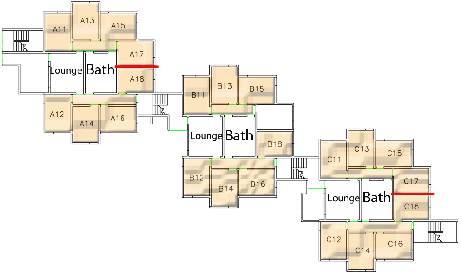 A13
A11 A15
A17
Lounge Bath
A18
A12 A14 A16
B13
B11 B15
Lounge Bath
B18
B12 B14 B16
C13
C11 C15
C17
Lounge Bath
C18
C12 C14 C16